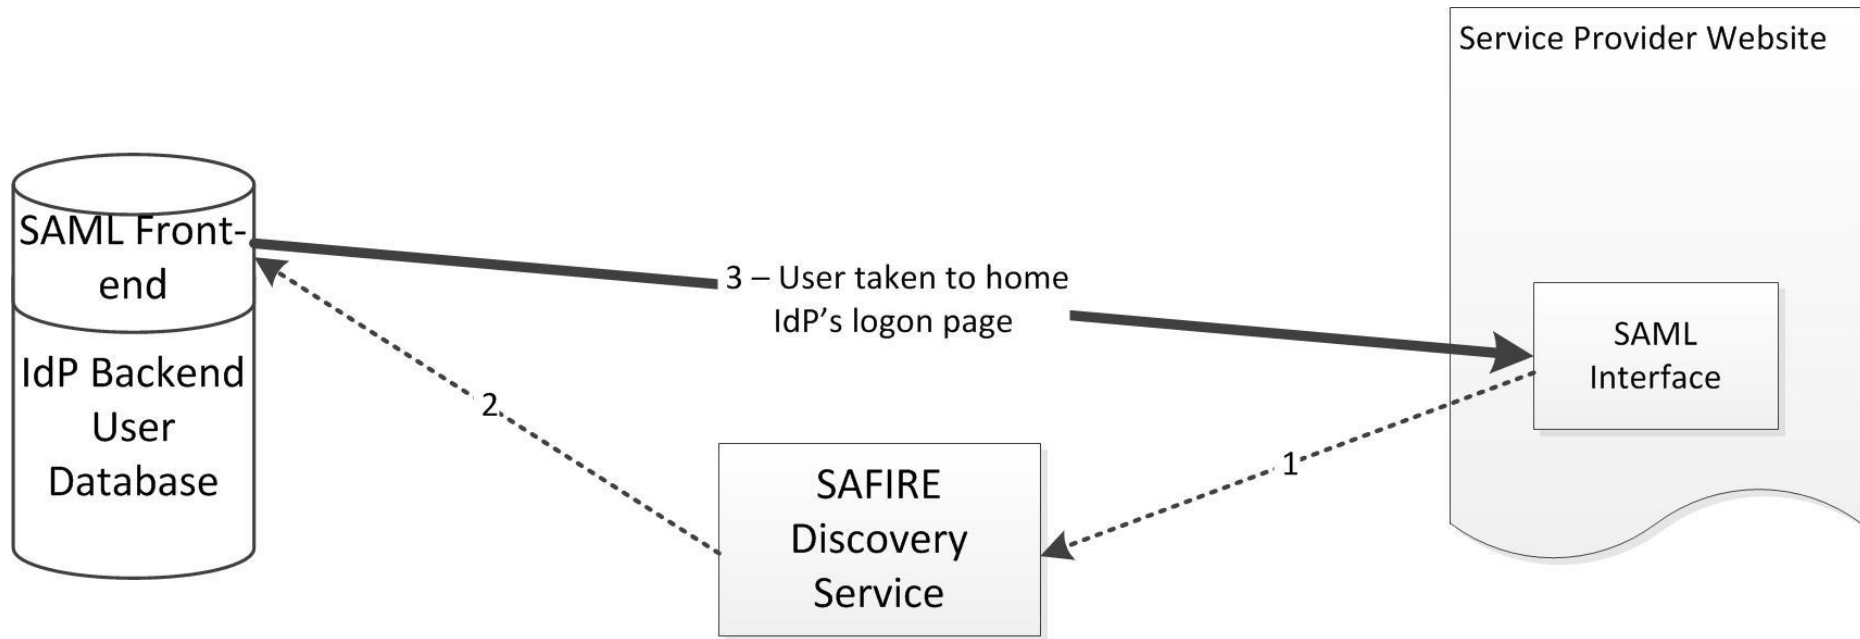 Service Provider Website
SAML Front-
end
IdP Backend
User
Database
3 – User taken to home
IdP's logon page
SAML
Interface
2
1
SAFIRE
Discovery
Service